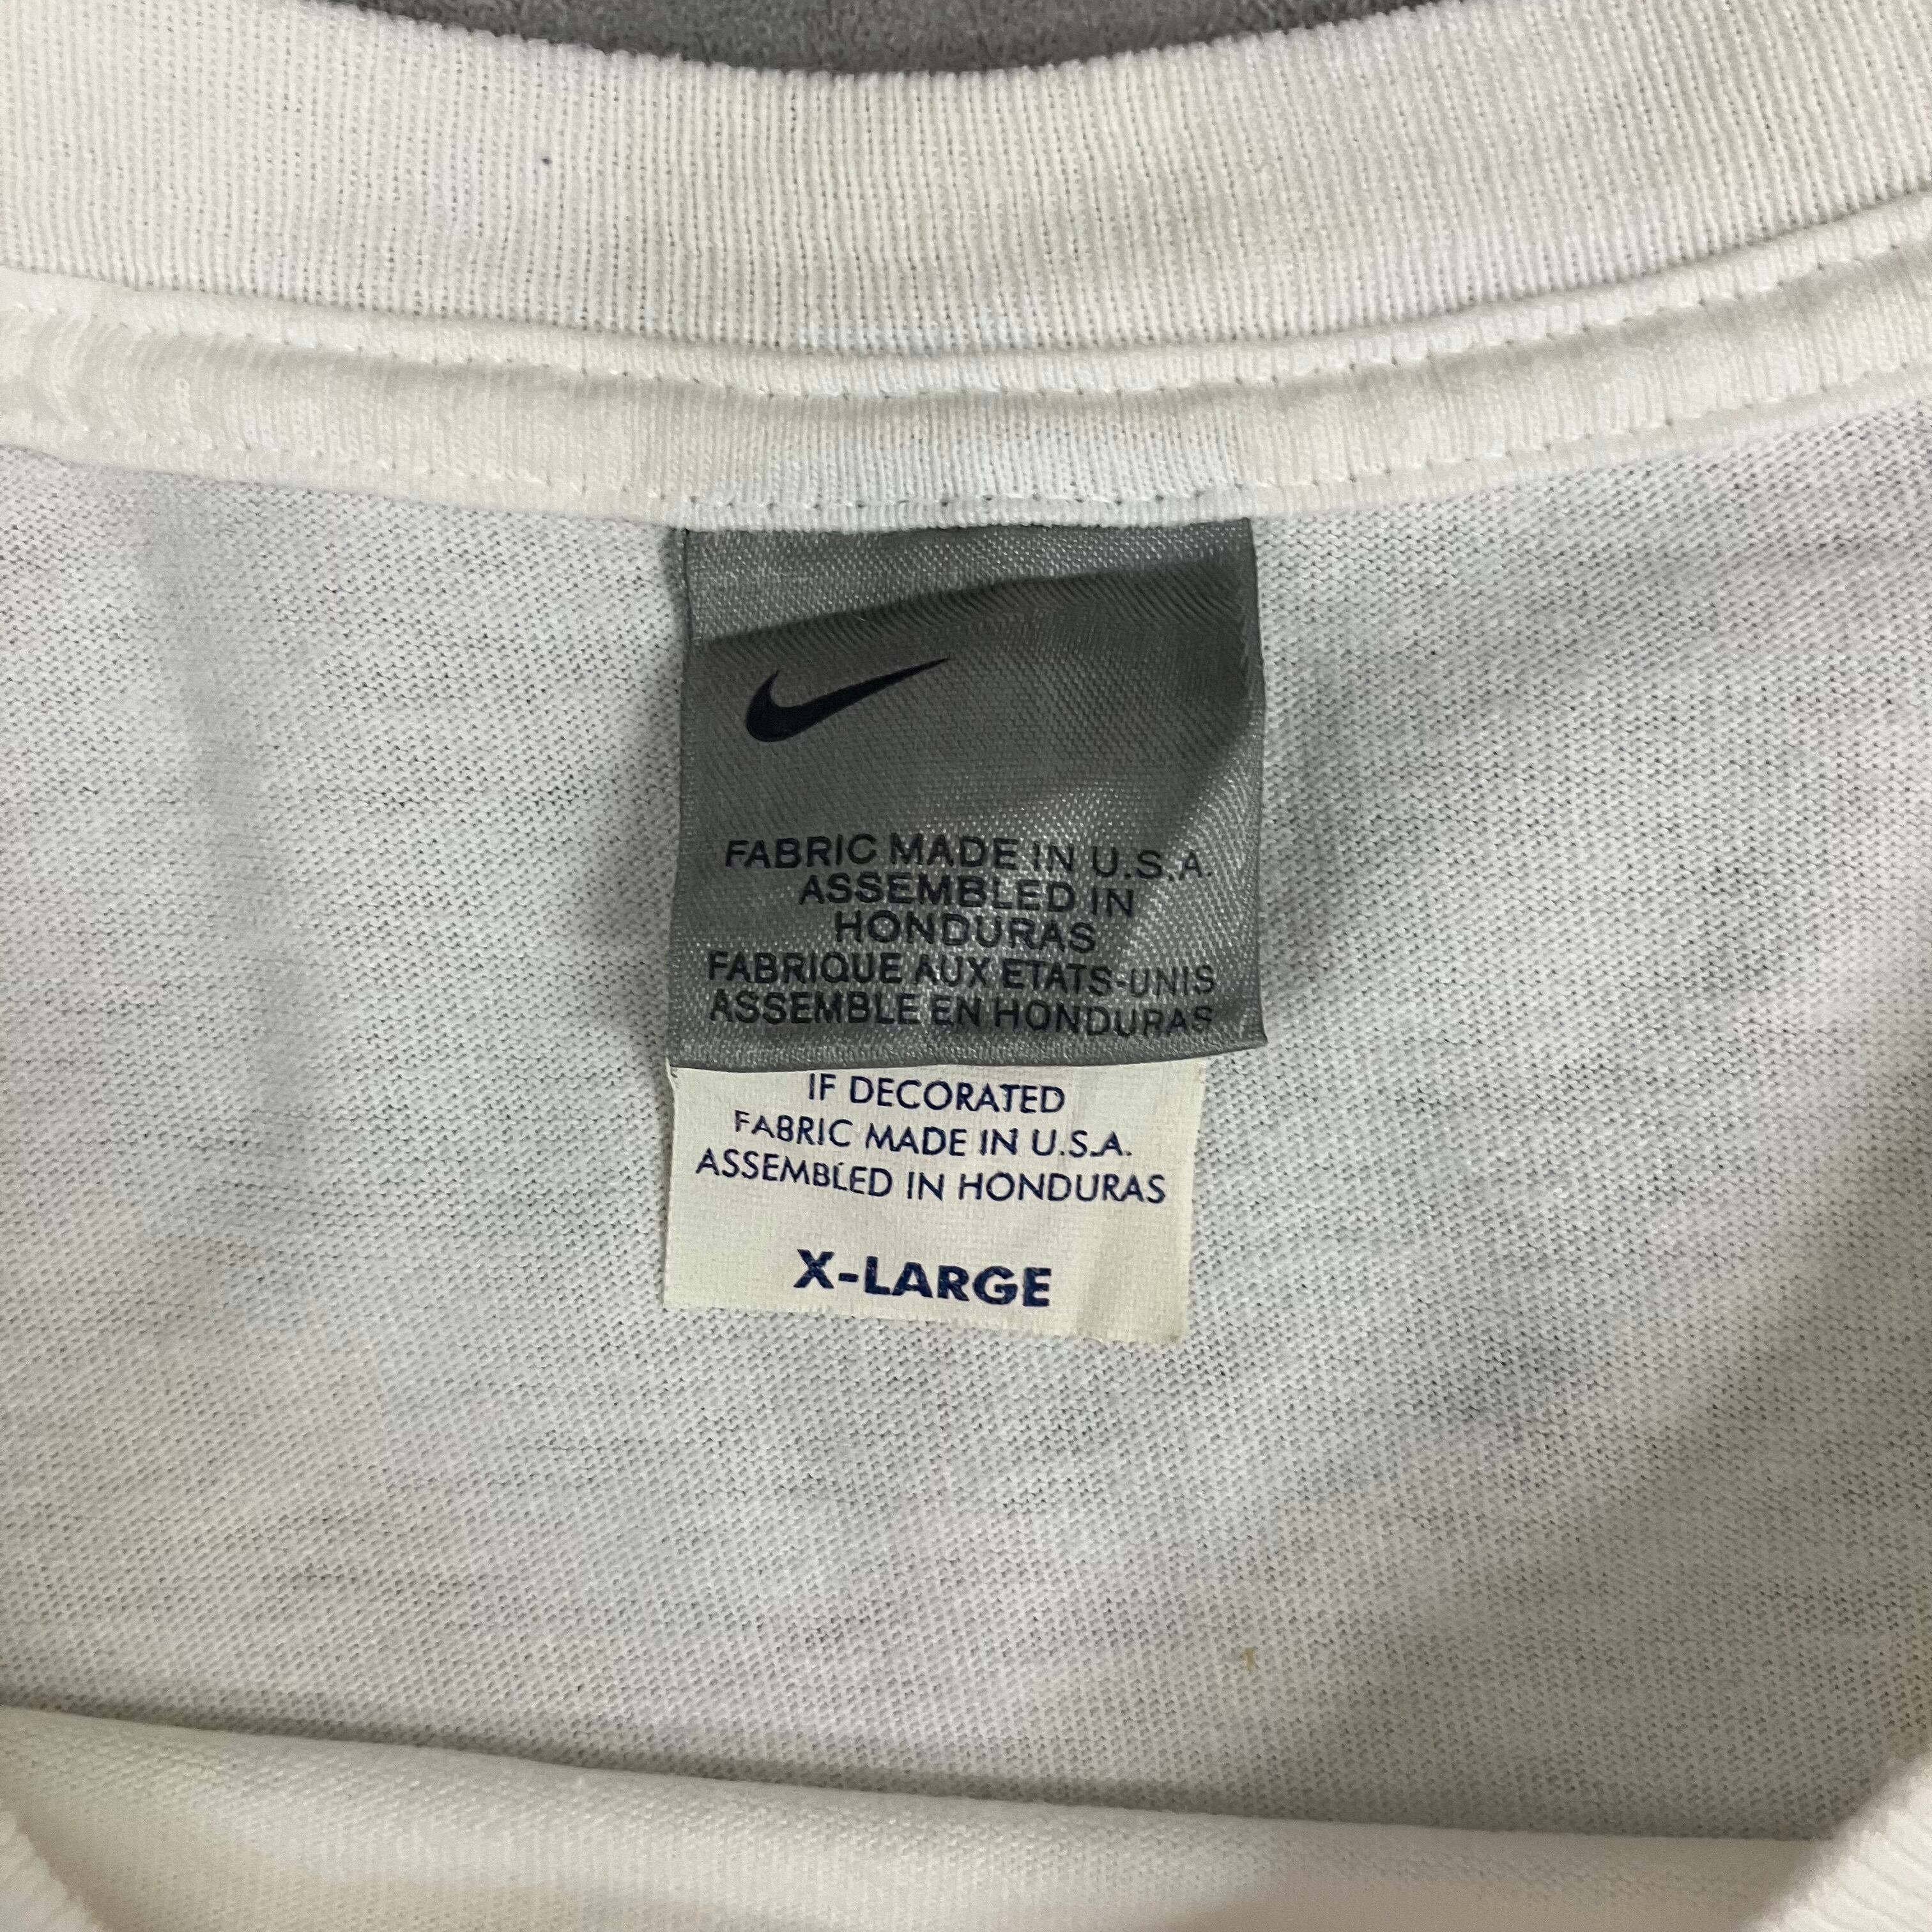 FABRIC MADE IN U.S.A.
ASSEMBLED IN
HONDURAS
FABRIQUE AUX ETATS-UNIS
ASSEMBLE EN HONDURAS
IF DECORATED
FABRIC MADE IN U.S.A.
ASSEMBLED IN HONDURAS
X-LARGE